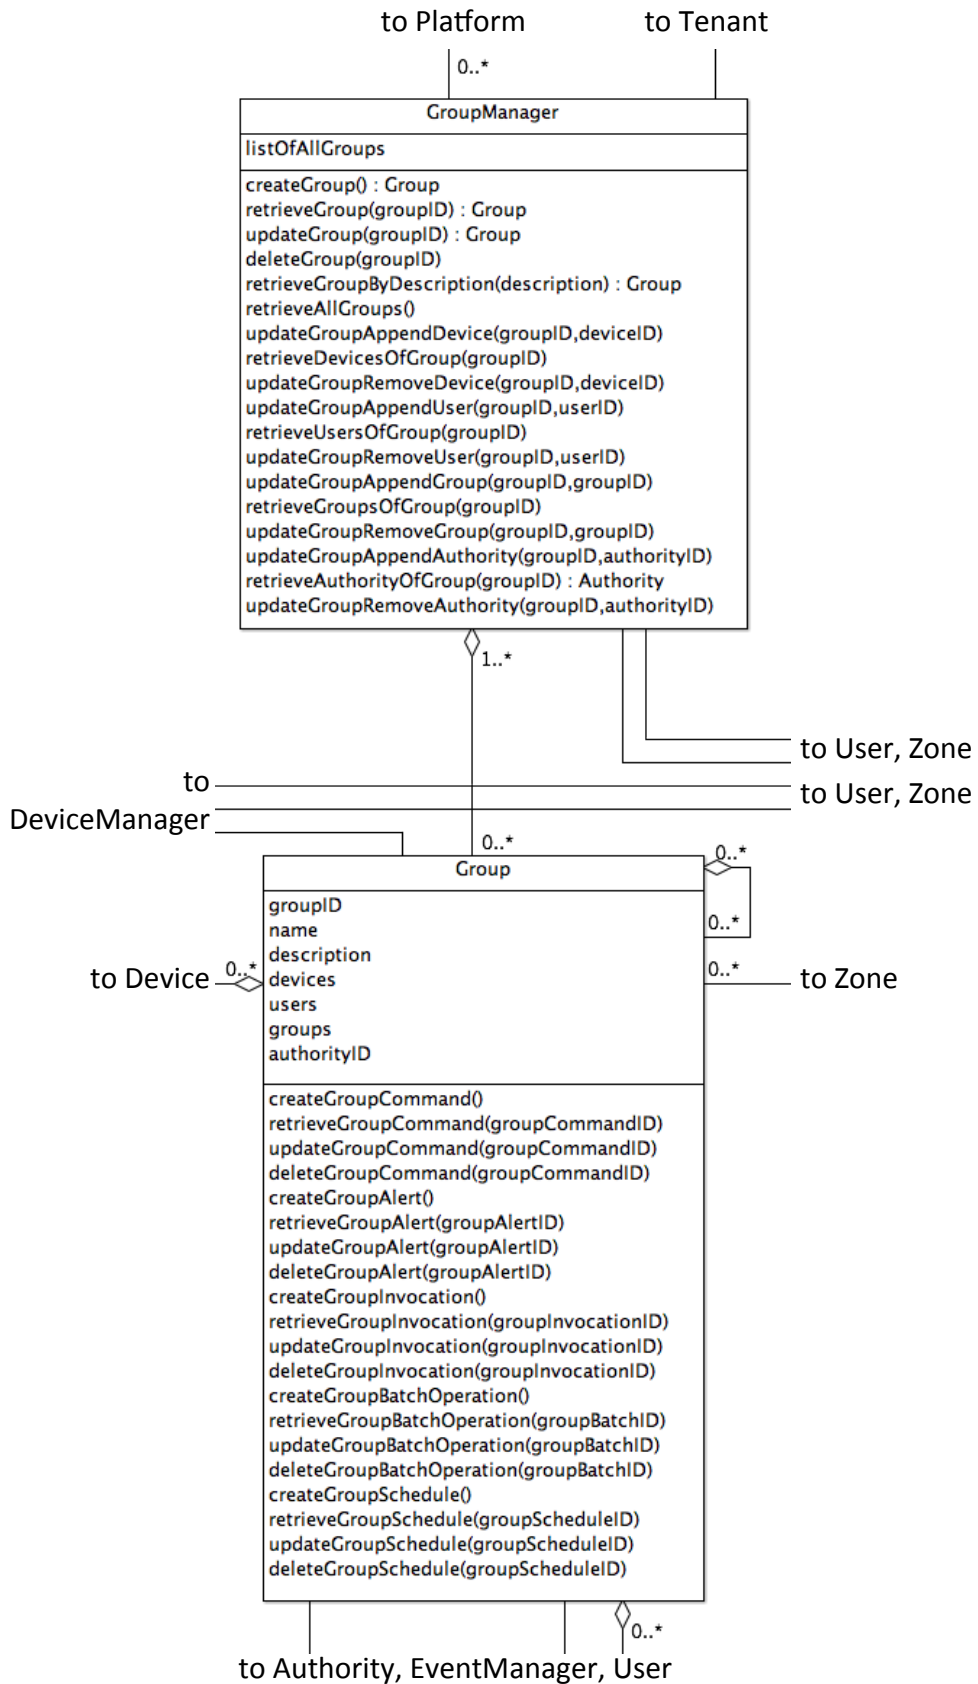 to Platform
to Tenant
0..*
GroupManager
listOfAllGroups
createGroup() : Group
retrieveGroup(groupID) : Group
updateGroup(groupID) : Group
deleteGroup(groupID)
retrieveGroupByDescription(description) : Group
retrieveAllGroups()
updateGroupAppendDevice(groupID,deviceID)
retrieveDevicesOfGroup(groupID)
updateGroupRemoveDevice(groupID,deviceID)
updateGroupAppendUser(groupID,userID)
retrieveUsersOfGroup(groupID)
updateGroupRemoveUser(groupID,userID)
updateGroupAppendGroup(groupID,groupID)
retrieveGroupsOfGroup(groupID)
updateGroupRemoveGroup(groupID,groupID)
updateGroupAppendAuthority(groupID,authorityID)
retrieveAuthorityOfGroup(groupID) : Authority
updateGroupRemoveAuthority(groupID,authorityID)
1..*
to User, Zone
to
DeviceManager
to User, Zone
0..*
Group
0..*
0..*
groupID
name
description
devices
users
groups
authorityID
to Device
0..*
0..*
to Zone
createGroupCommand()
retrieveGroupCommand(groupCommandID)
updateGroupCommand(groupCommandID)
deleteGroupCommand(groupCommandID)
createGroupAlert()
retrieveGroupAlert(groupAlertID)
updateGroupAlert(groupAlertID)
deleteGroupAlert(groupAlertID)
createGroupInvocation()
retrieveGroupInvocation(groupInvocationID)
updateGroupInvocation(groupInvocationID)
deleteGroupInvocation(groupInvocationID)
createGroupBatchOperation()
retrieveGroupBatchOperation(groupBatchID)
updateGroupBatchOperation(groupBatchID)
deleteGroupBatchOperation(groupBatchID)
createGroupSchedule()
retrieveGroupSchedule(groupScheduleID)
updateGroupSchedule(groupScheduleID)
deleteGroupSchedule(groupScheduleID)
0..*
to Authority, EventManager, User